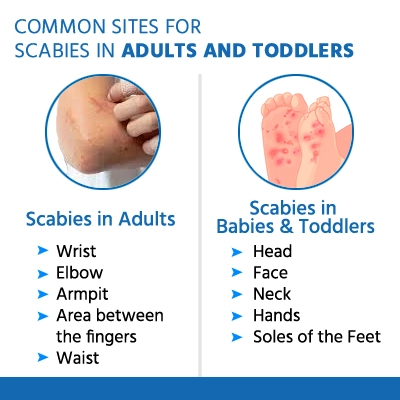 COMMON SITES FOR
SCABIES IN ADULTS AND TODDLERS
Scabies in Adults
Wrist
Elbow
Armpit
Area between
the fingers
Waist
Scabies in
Babies & Toddlers
Head
Face
Neck
Hands
Soles of the Feet